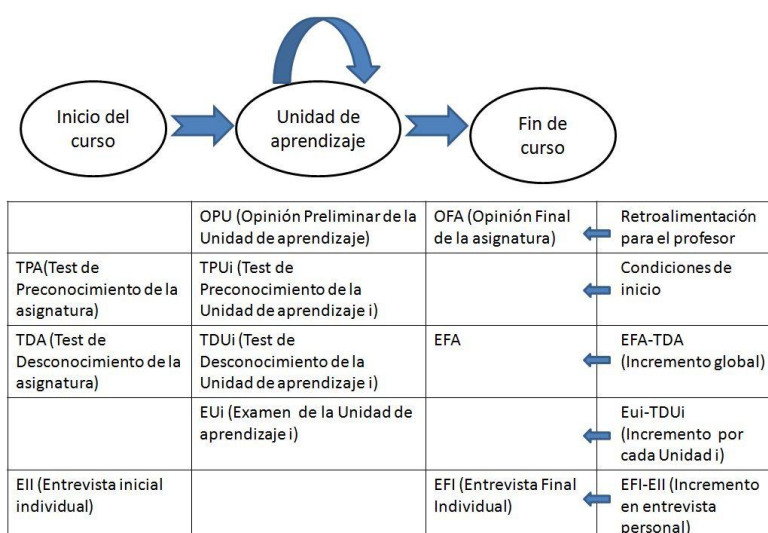 Inicio del
curso
Unidad de
aprendizaje
Fin de
curso
OPU (Opinión Preliminar de la
Unidad de aprendizaje)
OFA (Opinión Final
de la asignatura)
Retroalimentación
para el profesor
TPA(Test de
Preconocimiento de la
asignatura)
TPUi (Test de
Preconocimiento de la
Unidad de aprendizaje i)
Condiciones de
inicio
TDA (Test de
Desconocimiento de la
asignatura)
TDUi (Test de
Desconocimiento de la
Unidad de aprendizaje i)
EFA
EFA-TDA
(Incremento global)
EUi (Examen de la Unidad de
aprendizaje i)
Eui-TDUi
(Incremento por
cada Unidad i)
EII (Entrevista inicial
individual)
EFI (Entrevista Final
Individual)
EFI-EII (Incremento
en entrevista
personal)